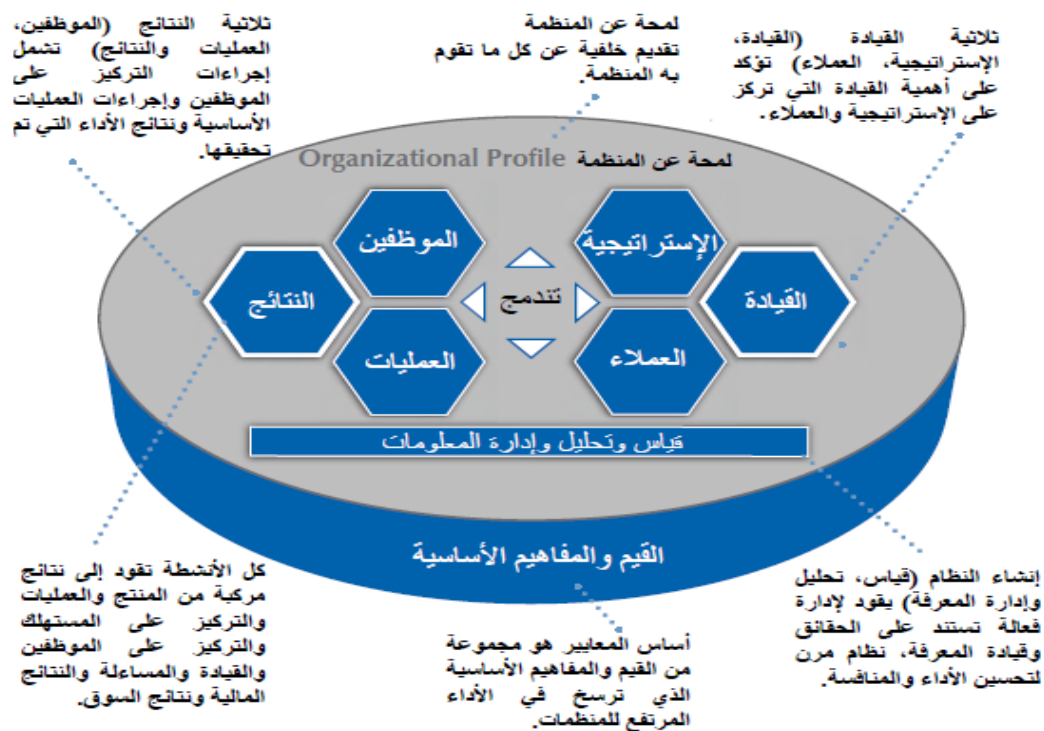 ثلاثية النتائج (الموظفين،
العمليات والنتائج) تشمل
إجراءات التركيز على
الموظفين وإجراءات العمليات
الأساسية ونتائج الأداء التي تم
تحقيقها.
لمحة عن المنظمة
تقديم خلفية عن كل ما تقوم
به المنظمة.
ثلاثية القيادة (القيادة،
الإستراتيجية، العملاء) تؤكد
على أهمية القيادة التي تركز
على الإستراتيجية والعملاء.
لمحة عن المنظمة Organizational Profile
الموظفين
الإستراتيجية
النتائج
تندمج
القيادة
العمليات
العملاء
قياس وتحليل وإدارة المعلومات
القيم والمفاهيم الأساسية
كل الأنشطة تقود إلى نتائج
مركبة من المنتج والعمليات
والتركيز على المستهلك
والتركيز على الموظفين
والقيادة والمساءلة والنتائج
المالية ونتائج السوق.
أساس المعايير هو مجموعة
من القيم والمفاهيم الأساسية
الذي ترسخ في الأداء
المرتفع للمنظمات.
إنشاء النظام (قياس، تحليل
وإدارة المعرفة) يقود لإدارة
فعالة تستند على الحقائق
وقيادة المعرفة، نظام مرن
لتحسين الأداء والمنافسة.